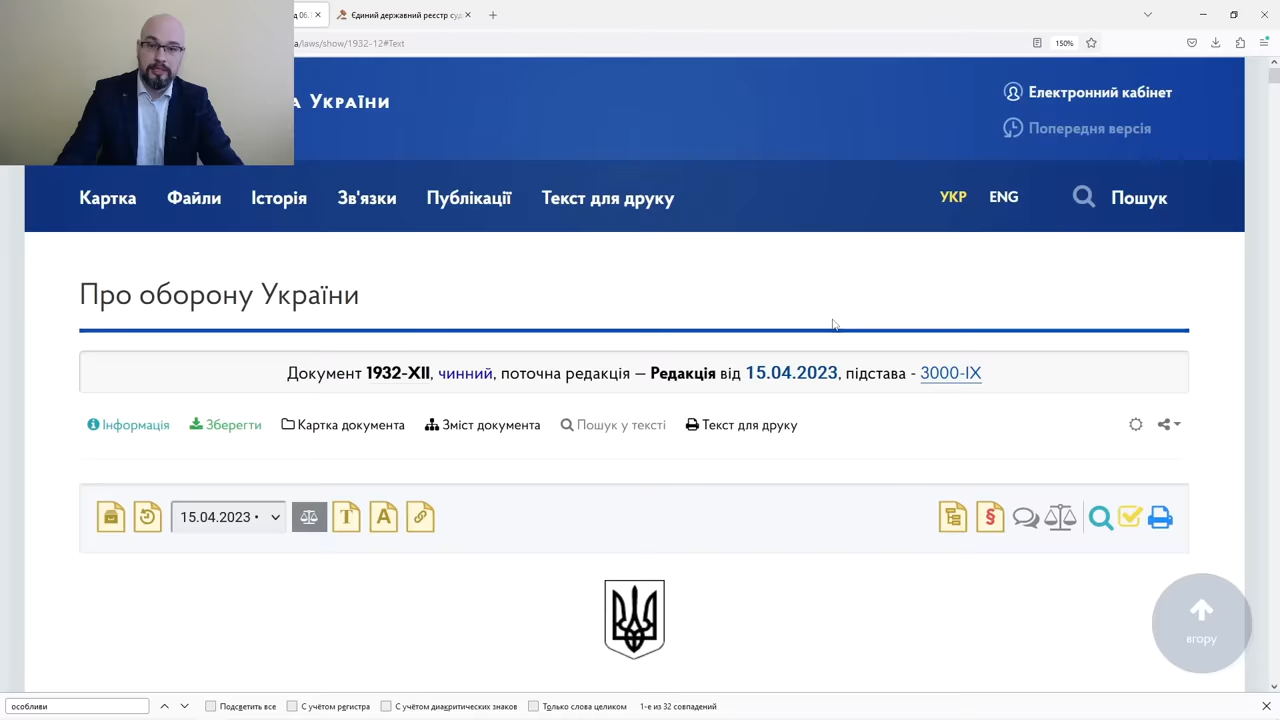 д 06.
Єдиний державний реєстр суд
a/laws/show/1932-12#Text
150%
а України
Електронний кабінет
Попередня версія
Картка Файли Історія Зв'язки Публікації Текст для друку УКР ENG Пошук
Про оборону України
Документ 1932-XII, чинний, поточна редакція — Редакція від 15.04.2023, підстава - 3000-IX
Інформація Зберегти Картка документа Зміст документа Пошук у тексті Текст для друку
15.04.2023 •
T A §
вгору
особливи Подсветить все С учётом регистра С учётом диакритических знаков Только слова целиком 1-е из 32 совпадений